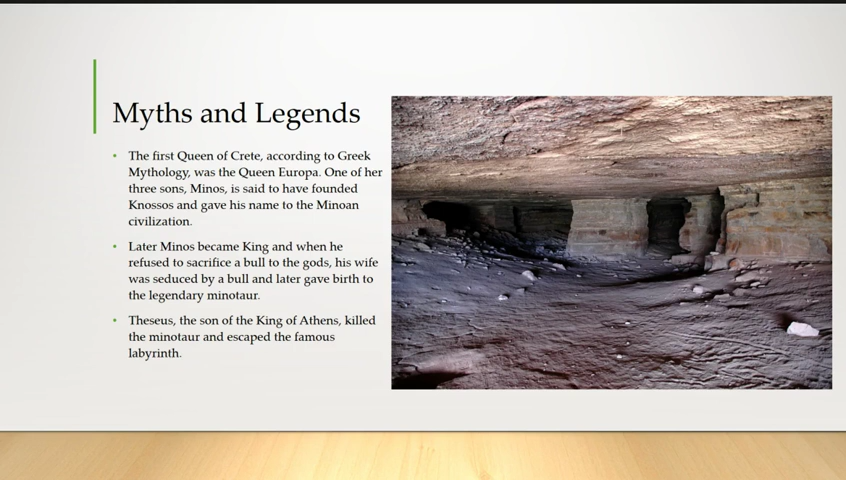 Myths and Legends
• The first Queen of Crete, according to Greek
Mythology, was the Queen Europa. One of her
three sons, Minos, is said to have founded
Knossos and gave his name to the Minoan
civilization.
• Later Minos became King and when he
refused to sacrifice a bull to the gods, his wife
was seduced by a bull and later gave birth to
the legendary minotaur.
• Theseus, the son of the King of Athens, killed
the minotaur and escaped the famous
labyrinth.